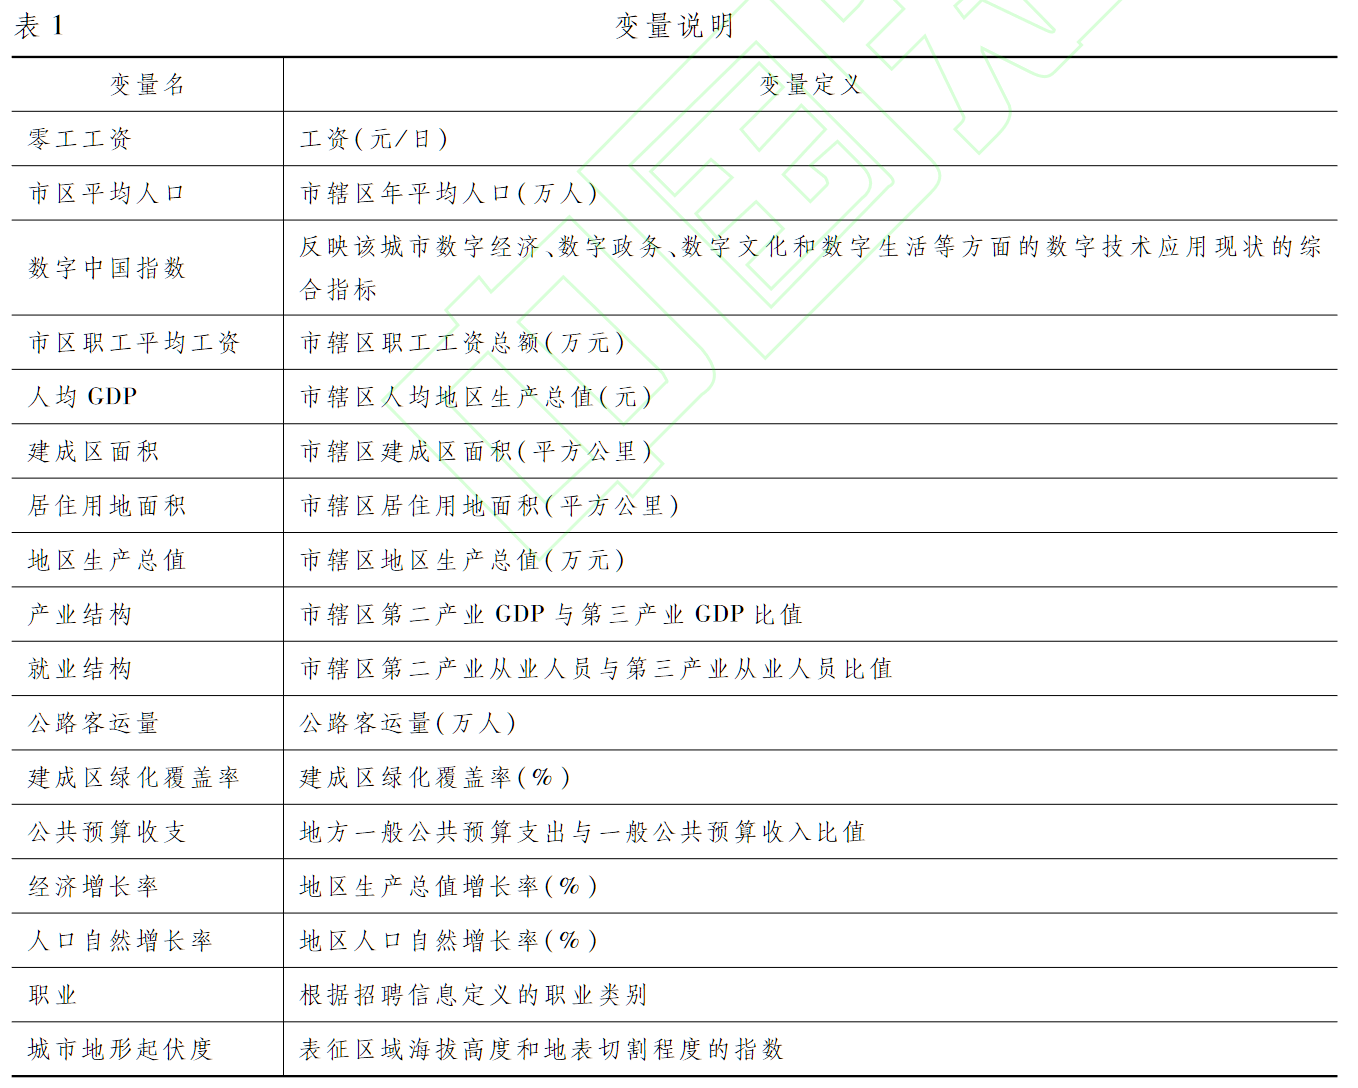 表 1 变量说明
变量名 变量定义
零工工资 工资(元/日)
市区平均人口 市辖区年平均人口(万人)
数字中国指数 反映该城市数字经济、数字政务、数字文化和数字生活等方面的数字技术应用现状的综
合指标
市区职工平均工资 市辖区职工工资总额(万元)
人均 GDP 市辖区人均地区生产总值(元)
建成区面积 市辖区建成区面积(平方公里)
居住用地面积 市辖区居住用地面积(平方公里)
地区生产总值 市辖区地区生产总值(万元)
产业结构 市辖区第二产业 GDP 与第三产业 GDP 比值
就业结构 市辖区第二产业从业人员与第三产业从业人员比值
公路客运量 公路客运量(万人)
建成区绿化覆盖率 建成区绿化覆盖率(%)
公共预算收支 地方一般公共预算支出与一般公共预算收入比值
经济增长率 地区生产总值增长率(%)
人口自然增长率 地区人口自然增长率(%)
职业 根据招聘信息定义的职业类别
城市地形起伏度 表征区域海拔高度和地表切割程度的指数